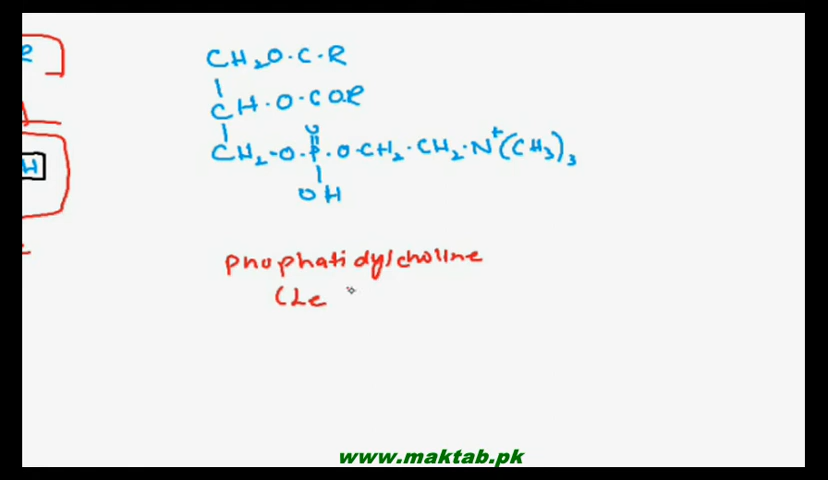 R
CH₂O·C·R
CH·O·COR
H
CH₂-O·P·O·CH₂·CH₂·N⁺(CH₃)₃
OH
Phophatidylcholine
(Le
www.maktab.pk